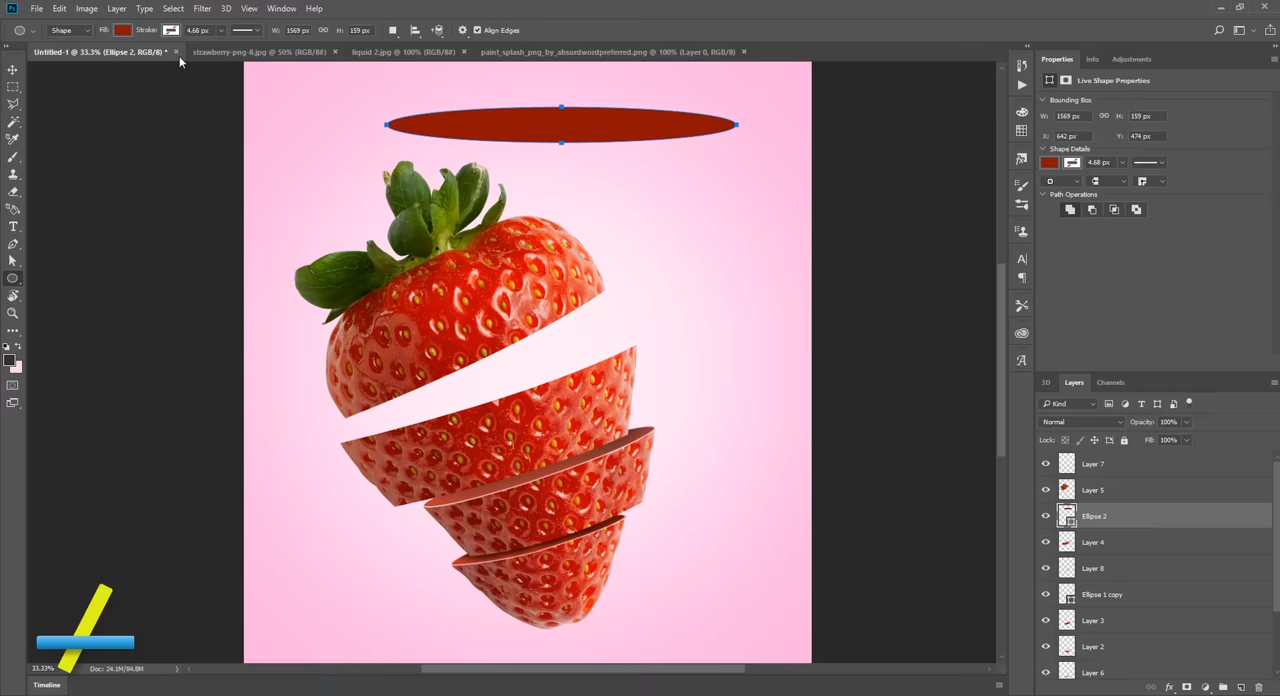 Ps File Edit Image Layer Type Select Filter 3D View Window Help
Shape Fill: Stroke: 4.68 px W: 1569 px H: 159 px Align Edges
Untitled-1 @ 33.3% (Ellipse 2, RGB/8) * × strawberry-png-8.jpg @ 50% (RGB/8#) × liquid 2.jpg @ 100% (RGB/8#) × paint_splash_png_by_absurdwordpreferred.png @ 100% (Layer 0, RGB/8) ×
Properties Info Adjustments
Live Shape Properties
Bounding Box
W: 1569 px H: 159 px
X: 642 px Y: 474 px
Shape Details
4.68 px
Path Operations
3D Layers Channels
Kind
Normal Opacity: 100%
Lock: Fill: 100%
Layer 7
Layer 5
Ellipse 2
Layer 4
Layer 8
Ellipse 1 copy
Layer 3
Layer 2
Layer 6
33.33% Doc: 24.1M/84.8M
Timeline